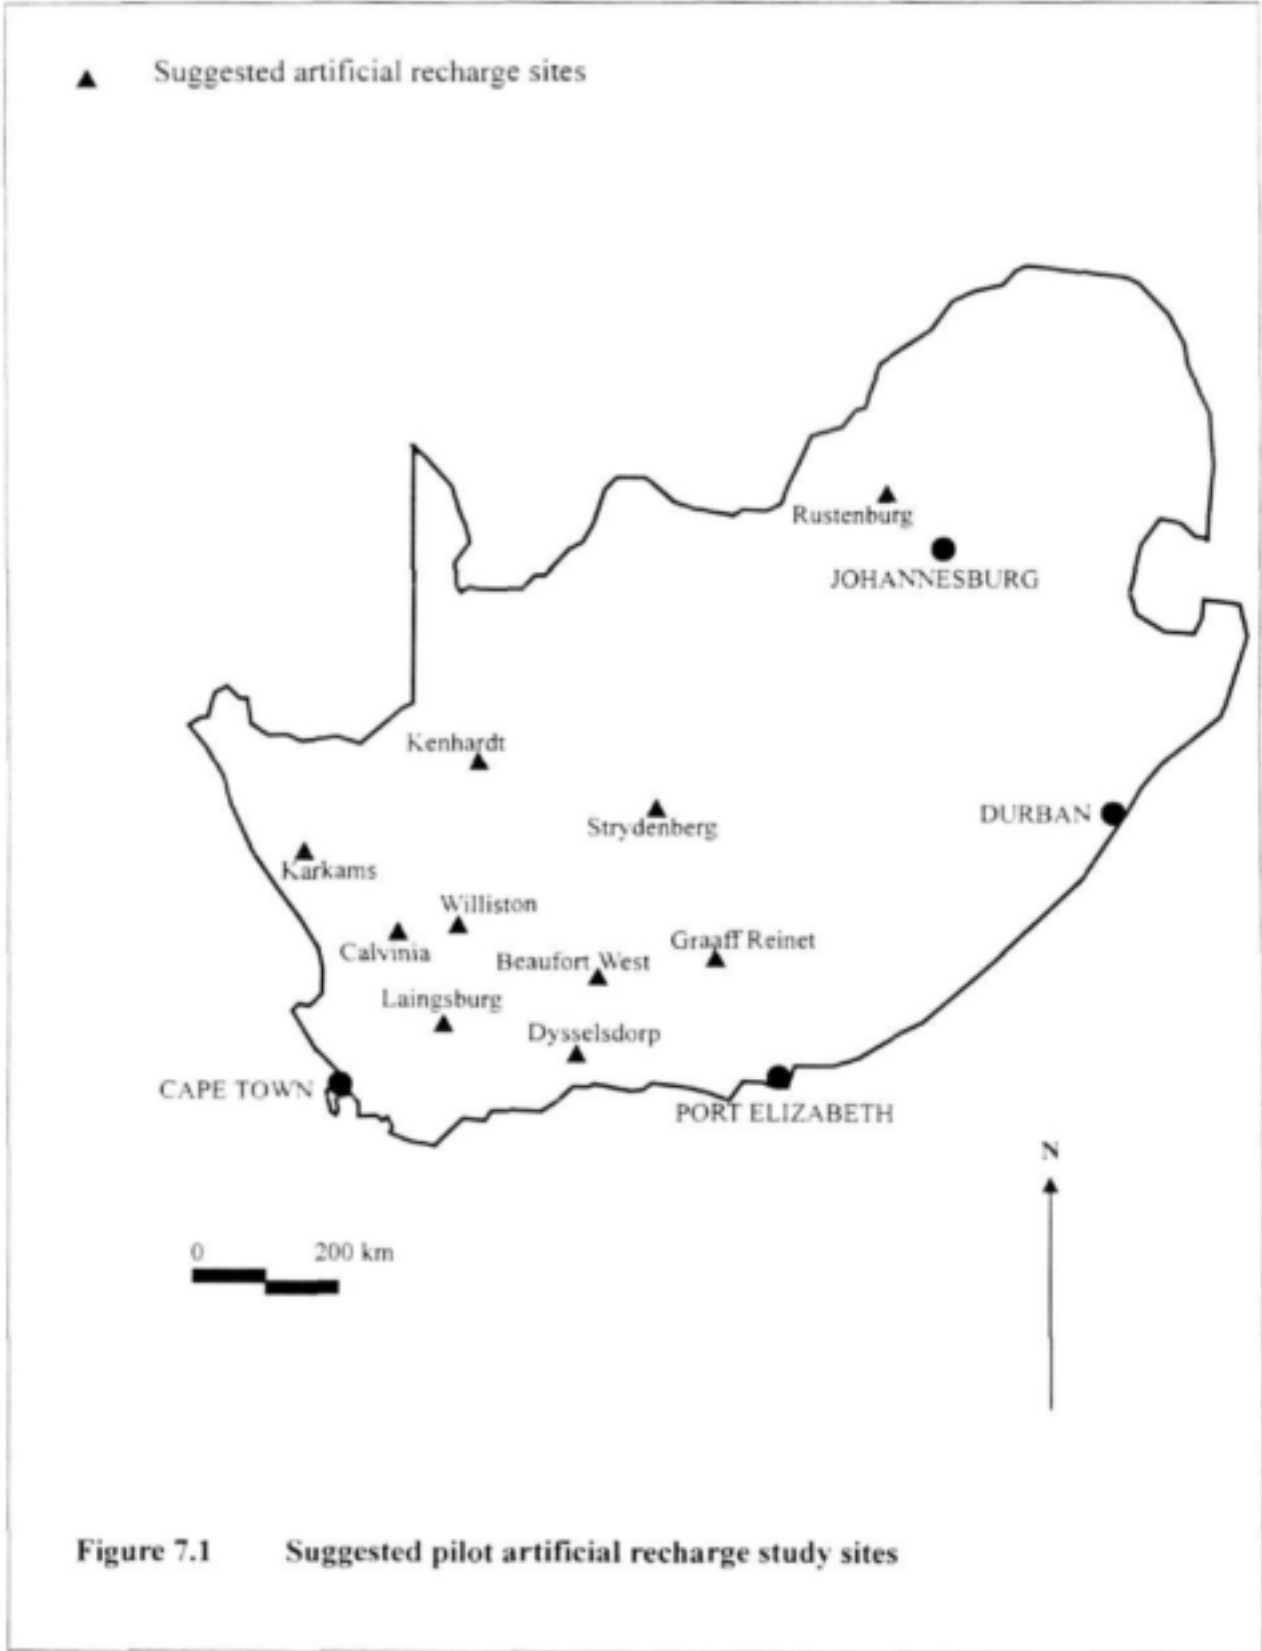 Suggested artificial recharge sites
Rustenburg
JOHANNESBURG
Kenhardt
Strydenberg
DURBAN
Karkams
Williston
Calvinia
Graaff Reinet
Beaufort West
Laingsburg
Dysselsdorp
CAPE TOWN
PORT ELIZABETH
N
0 200 km
Figure 7.1 Suggested pilot artificial recharge study sites